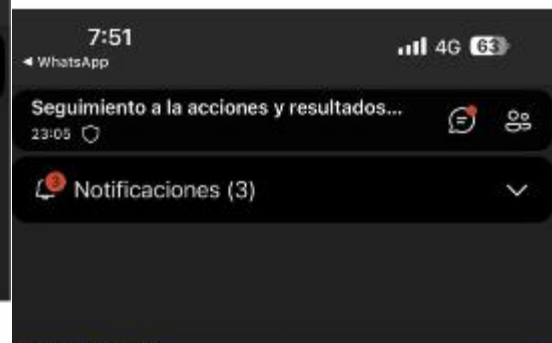 7:51
4G 63
◀ WhatsApp
Seguimiento a la acciones y resultados...
23:05
3
Notificaciones (3)